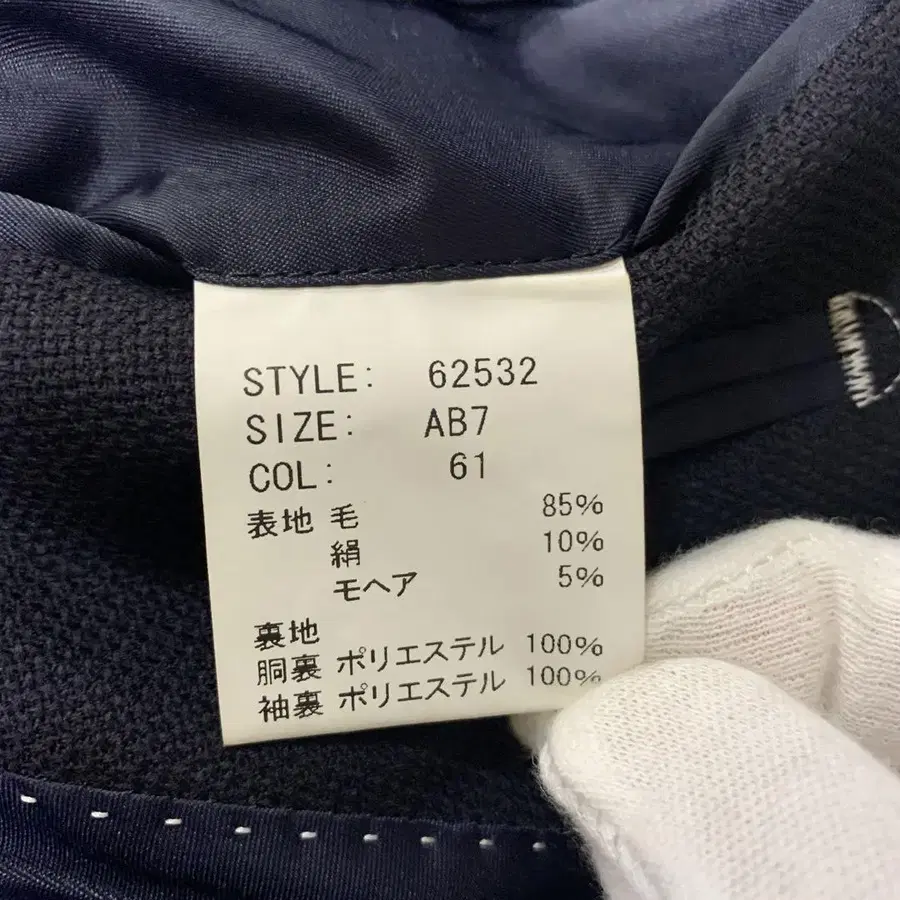 STYLE: 62532
SIZE: AB7
COL: 61
表地 毛 85%
絹 10%
モヘア 5%
裏地
胴裏 ポリエステル 100%
袖裏 ポリエステル 100%